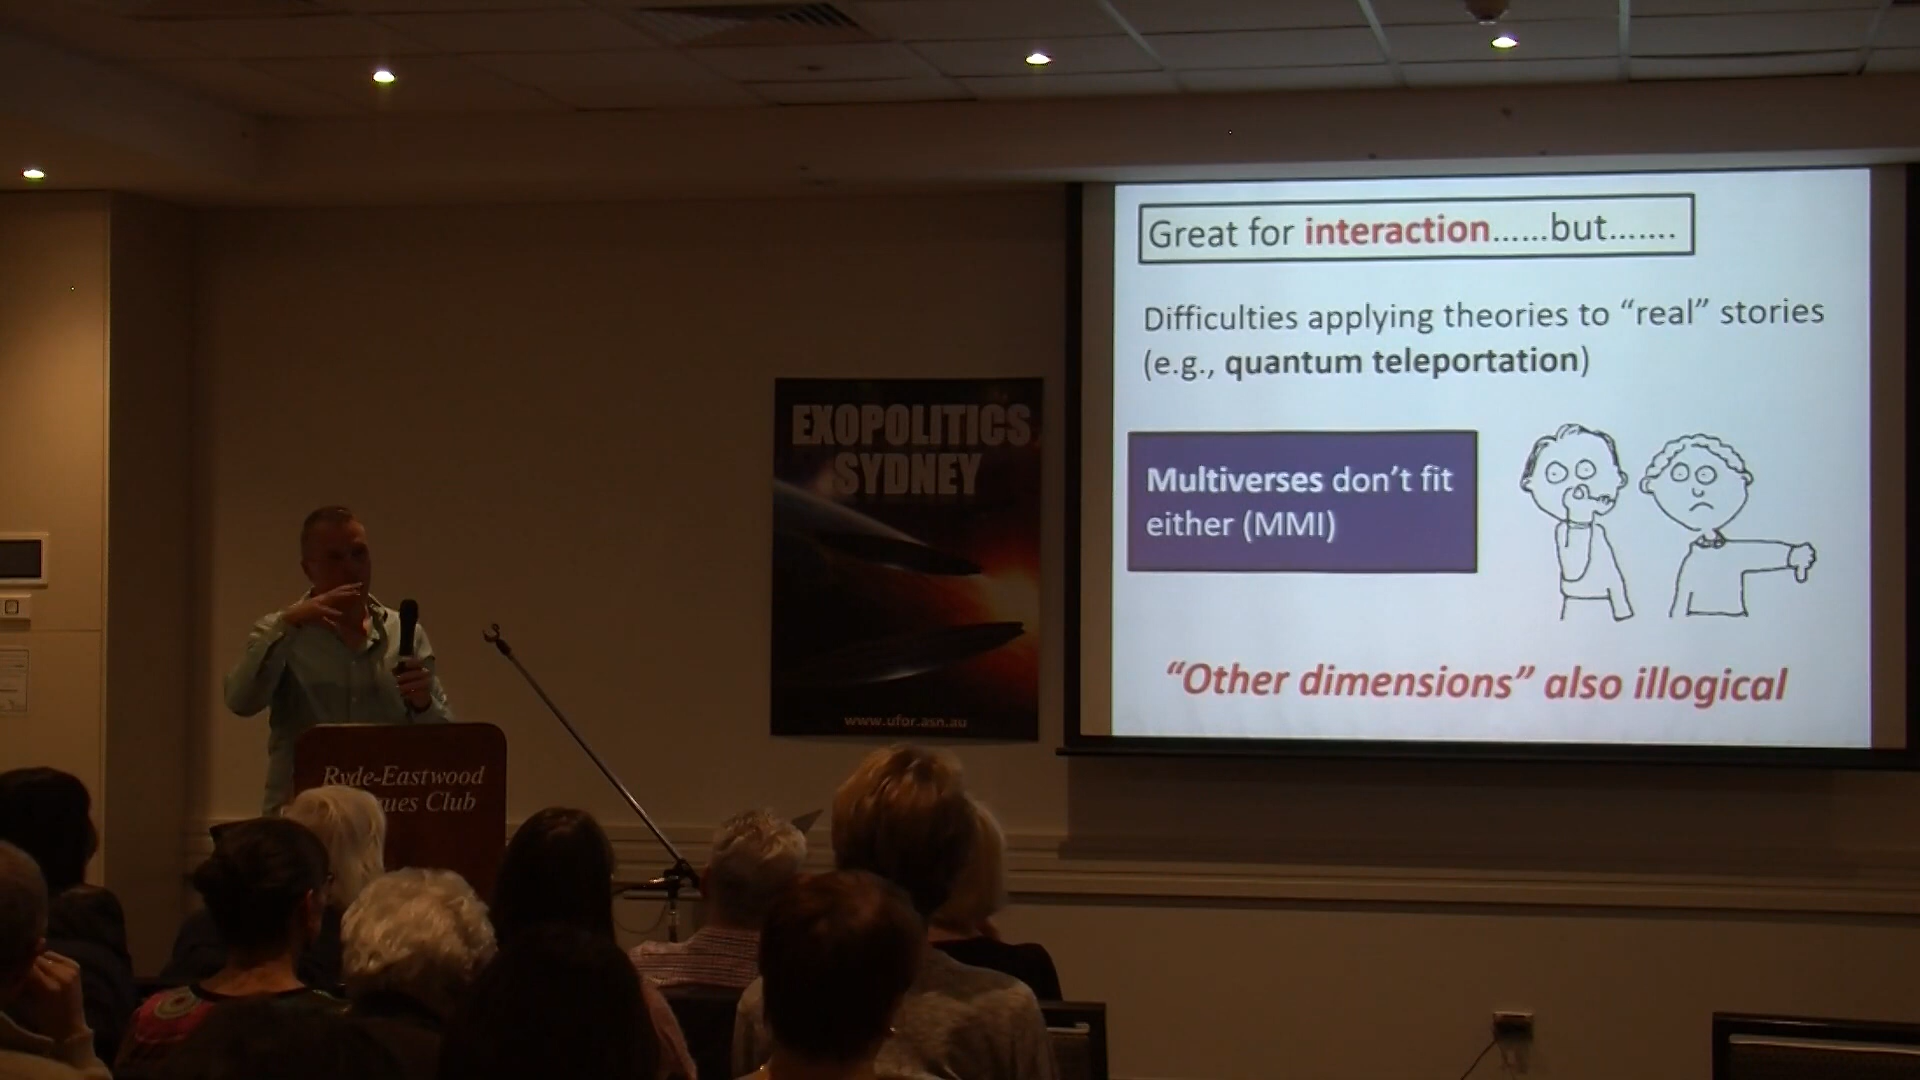 Great for interaction......but.......
Difficulties applying theories to “real” stories
(e.g., quantum teleportation)
Multiverses don’t fit
either (MMI)
“Other dimensions” also illogical
EXOPOLITICS
SYDNEY
www.ufor.asn.au
Ryde-Eastwood
Club